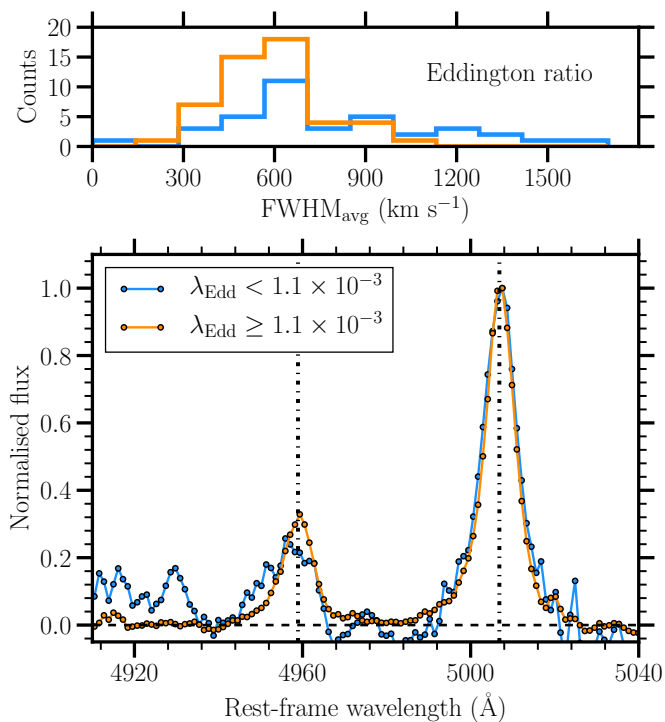 20
15
10
5
0
Counts
Eddington ratio
0 300 600 900 1200 1500
FWHM_avg (km s⁻¹)
λ_Edd < 1.1 × 10⁻³
λ_Edd ≥ 1.1 × 10⁻³
1.0
0.8
0.6
0.4
0.2
0.0
Normalised flux
4920 4960 5000 5040
Rest-frame wavelength (Å)